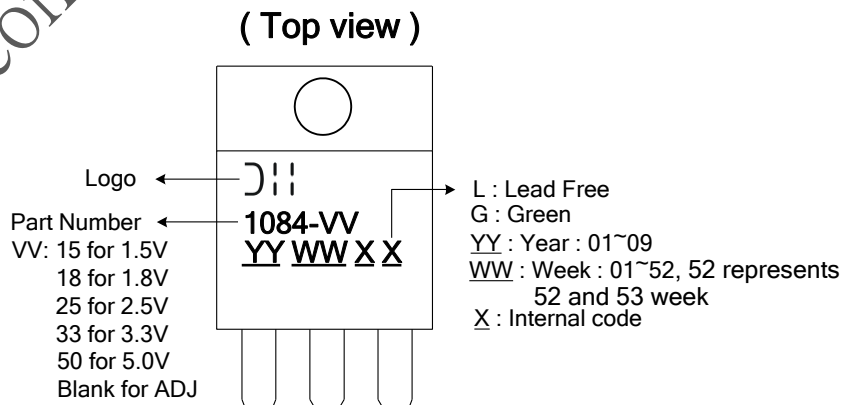 ( Top view )
Logo
Part Number
VV: 15 for 1.5V
18 for 1.8V
25 for 2.5V
33 for 3.3V
50 for 5.0V
Blank for ADJ
1084-VV
YY WW X X
L : Lead Free
G : Green
YY : Year : 01~09
WW : Week : 01~52, 52 represents
52 and 53 week
X : Internal code